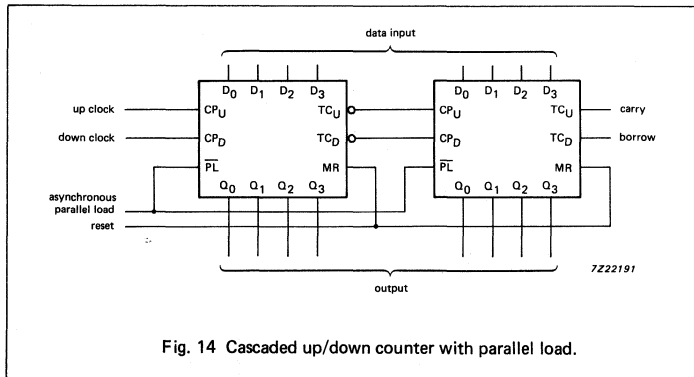 data input
D0 D1 D2 D3
D0 D1 D2 D3
up clock
CPU
TCU
CPU
TCU
carry
down clock
CPD
TCD
CPD
TCD
borrow
PL
MR
PL
MR
Q0 Q1 Q2 Q3
Q0 Q1 Q2 Q3
asynchronous
parallel load
reset
7Z22191
output
Fig. 14 Cascaded up/down counter with parallel load.